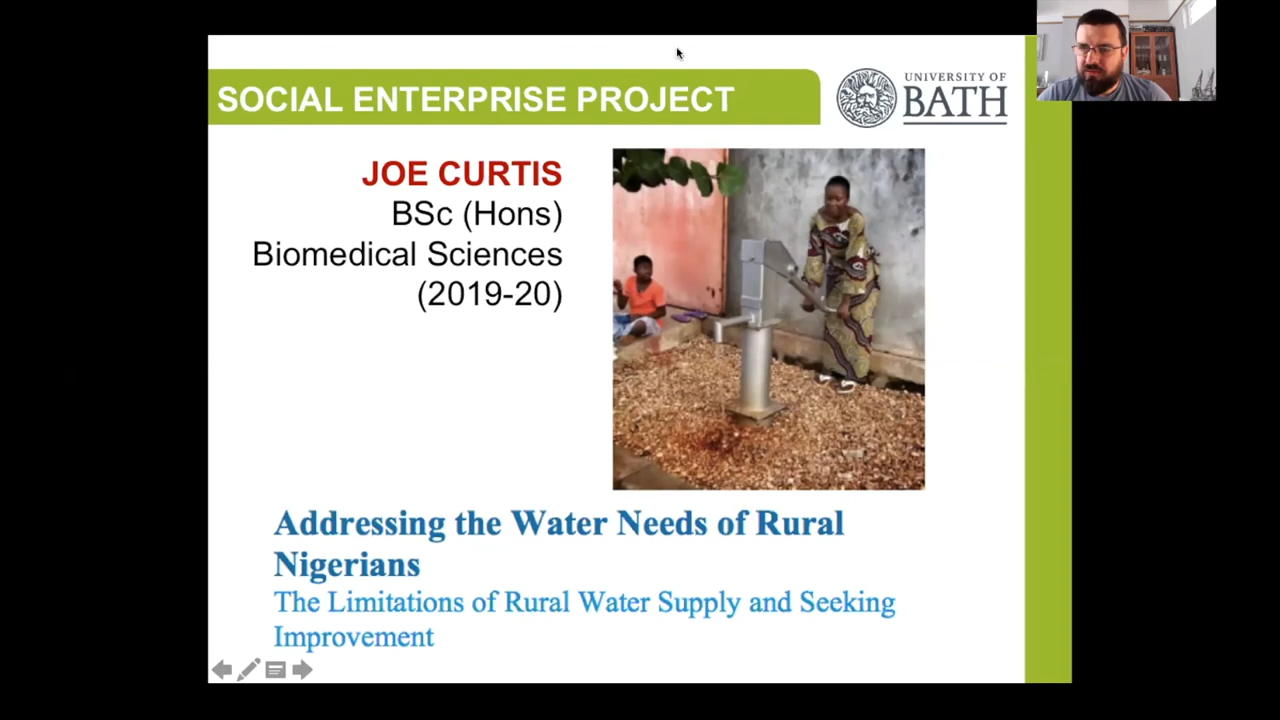 SOCIAL ENTERPRISE PROJECT
UNIVERSITY OF
BATH
JOE CURTIS
BSc (Hons)
Biomedical Sciences
(2019-20)
Addressing the Water Needs of Rural
Nigerians
The Limitations of Rural Water Supply and Seeking
Improvement